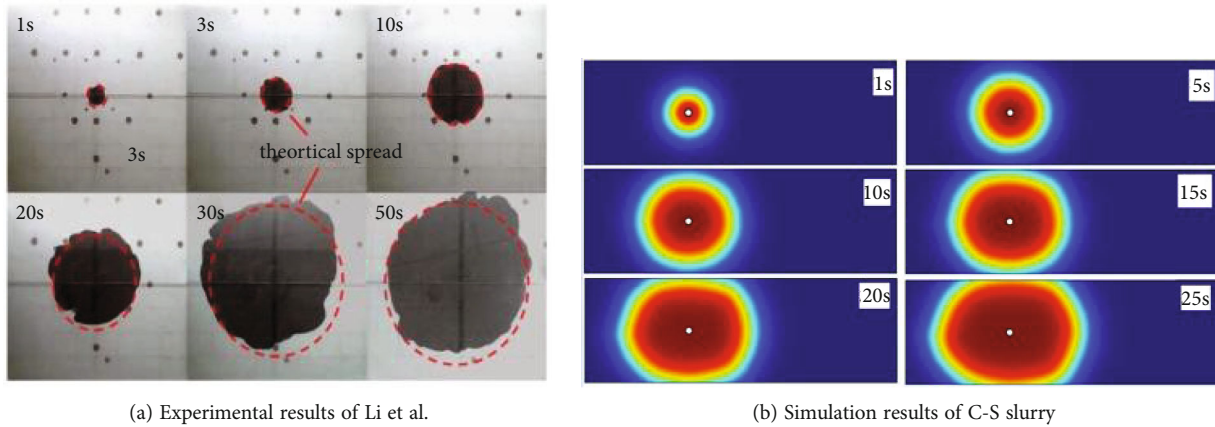 1s
3s
10s
3s
theortical spread
20s
30s
50s
(a) Experimental results of Li et al.
1s
5s
10s
15s
20s
25s
(b) Simulation results of C-S slurry